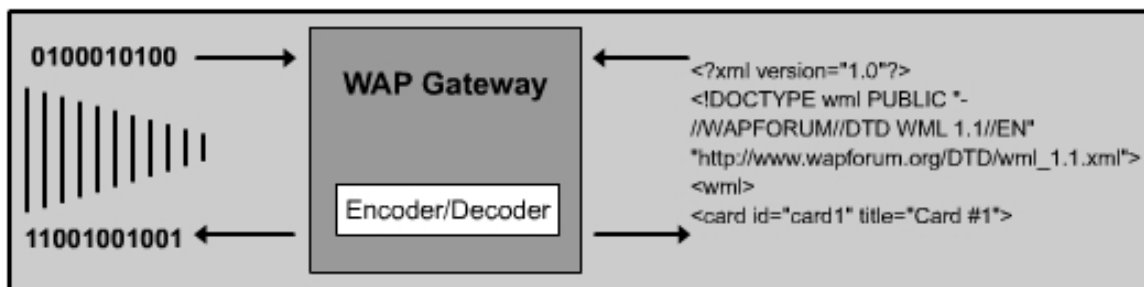 0100010100
WAP Gateway
Encoder/Decoder
11001001001
<?xml version="1.0"?>
<!DOCTYPE wml PUBLIC "-
//WAPFORUM//DTD WML 1.1//EN"
"http://www.wapforum.org/DTD/wml_1.1.xml">
<wml>
<card id="card1" title="Card #1">